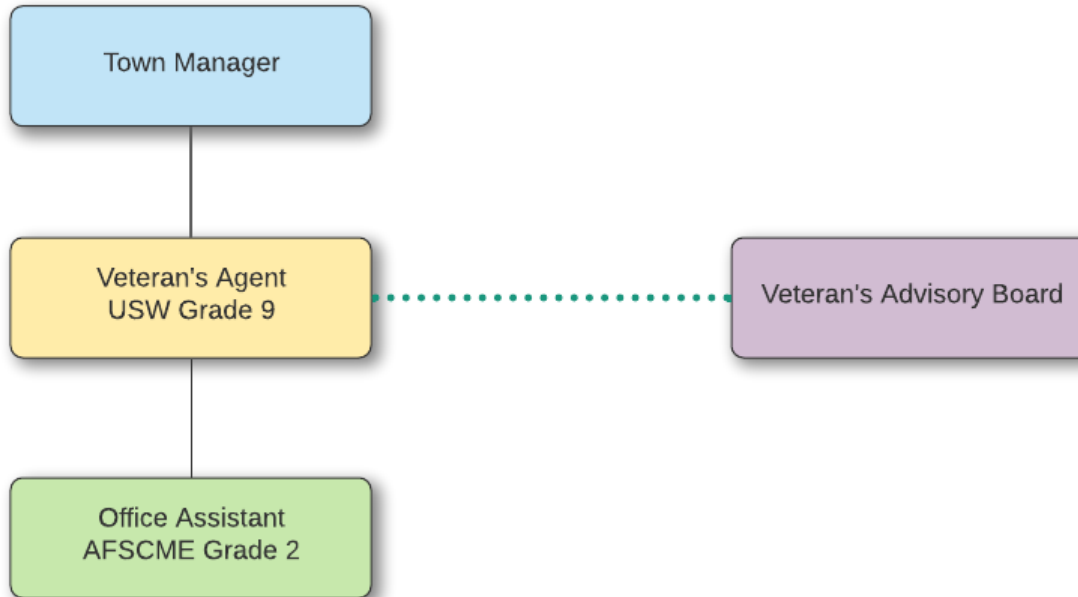 Town Manager
Veteran's Agent
USW Grade 9
Veteran's Advisory Board
Office Assistant
AFSCME Grade 2